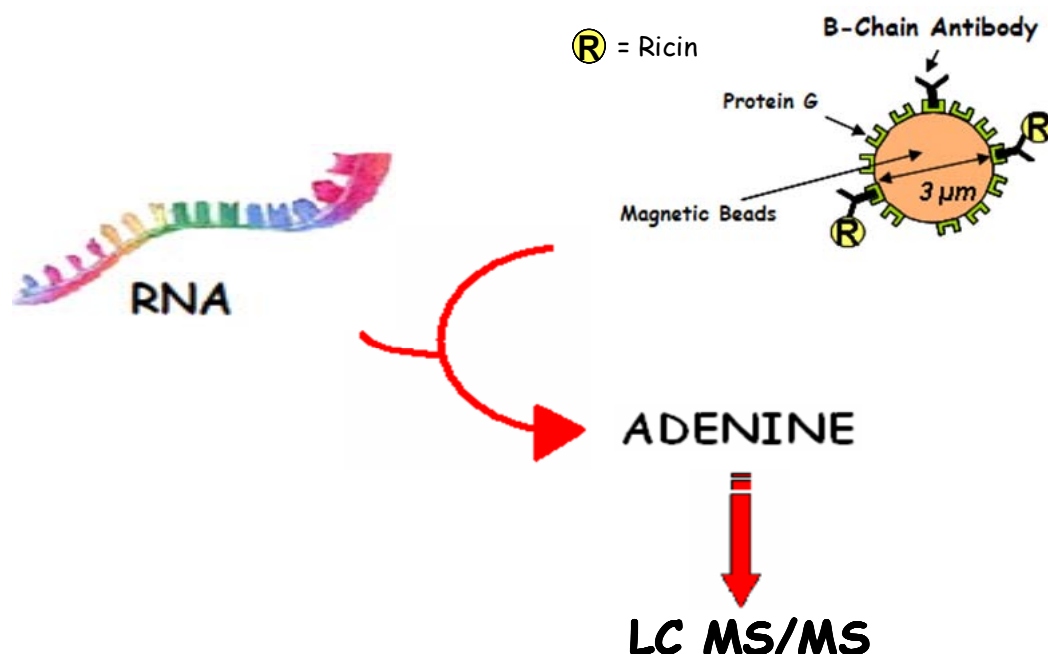 B-Chain Antibody
R = Ricin
Protein G
R
3 µm
Magnetic Beads
R
RNA
ADENINE
LC MS/MS